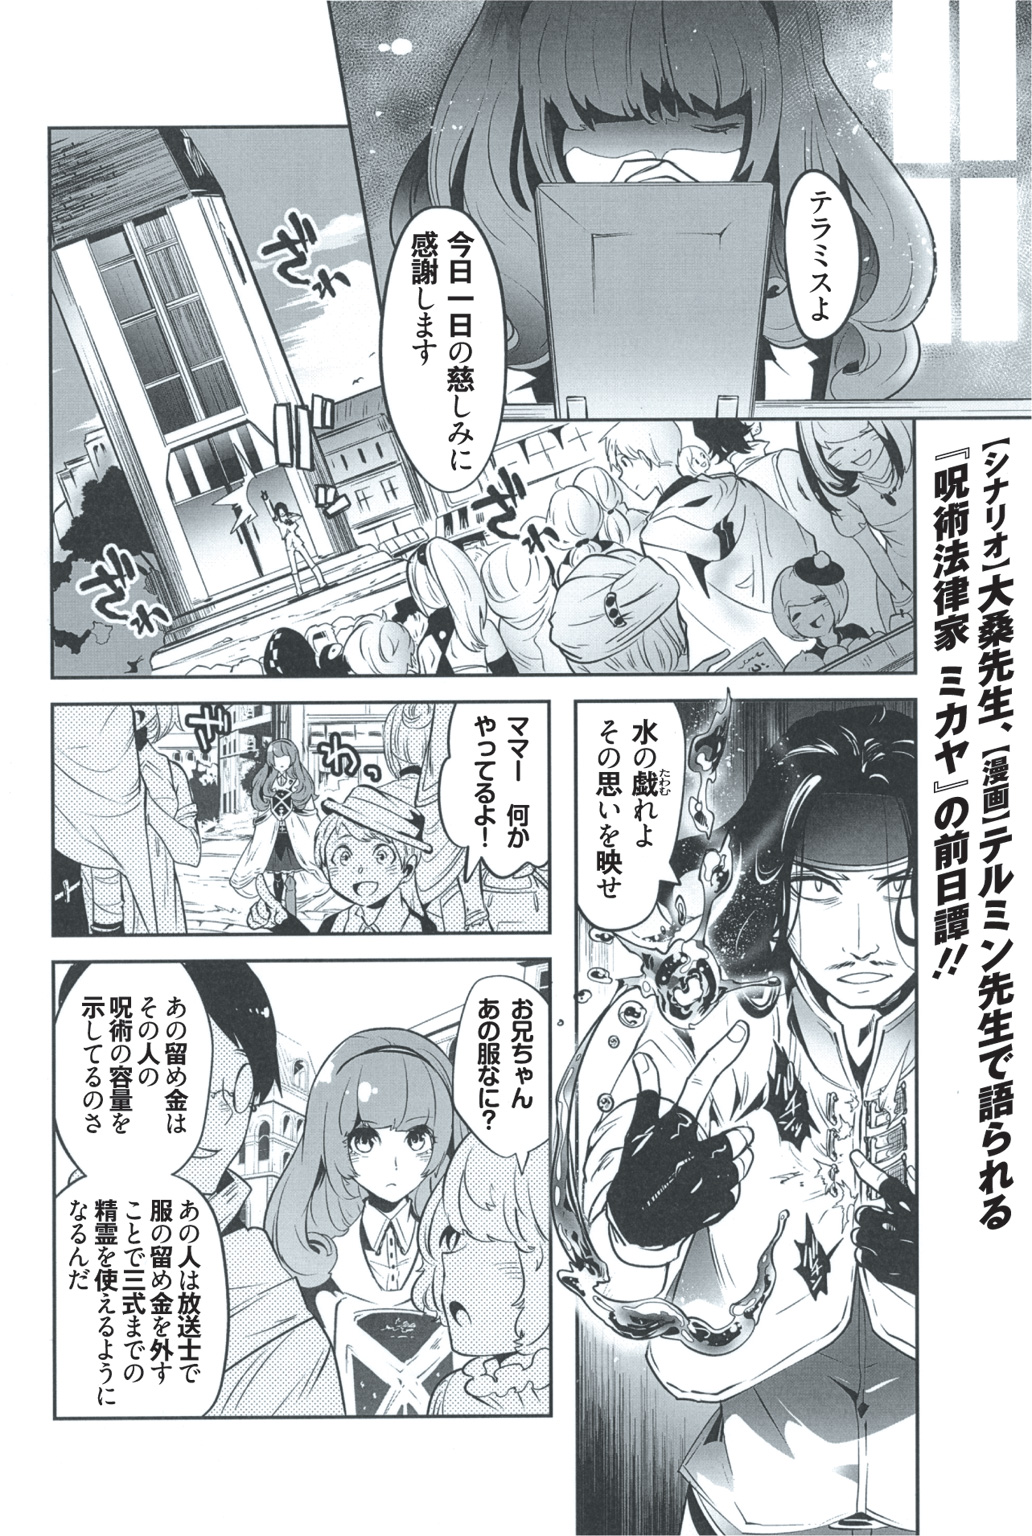 テラミスよ
今日一日の慈しみに
感謝します
【シナリオ】大桑先生、【漫画】テルミン先生で語られる
『呪術法律家 ミカヤ』の前日譚!!
ざわ
ざわ
ざわ
水の戯れよ
たわむ
その思いを映せ
ママー 何か
やってるよ!
わっ
お兄ちゃん
あの服なに?
あの留め金は
その人の
呪術の容量を
示してるのさ
あの人は放送士で
服の留め金を外す
ことで三式までの
精霊を使えるように
なるんだ